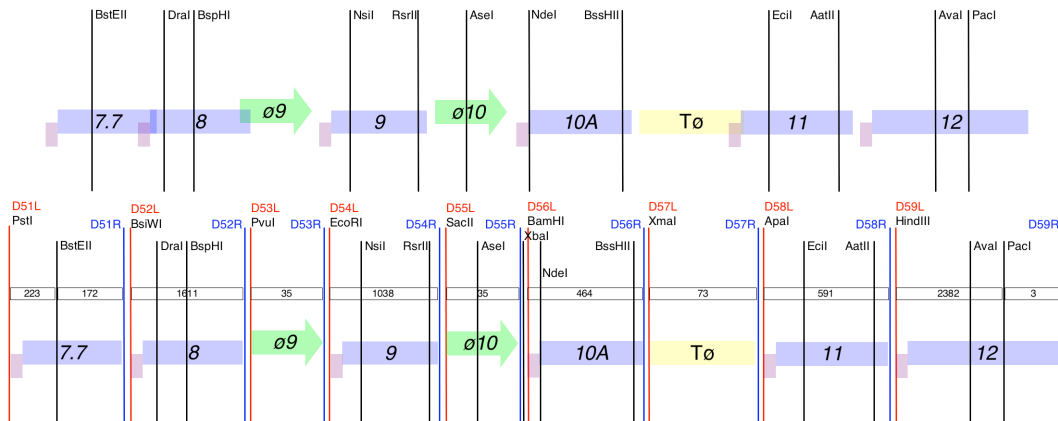 BstEII DraI BspHI NsiI RsrII AseI NdeI BssHII EciI AatII AvaI PacI
7.7 8 ø9 9 ø10 10A Tø 11 12
D51L D52L D53L D54L D55L D56L D57L D58L D59L
PstI D51R BsiWI D52R PvuI D53R EcoRI D54R SacII D55R BamHI D56R XmaI D57R ApaI D58R HindIII D59R
XbaI
BstEII DraI BspHI NsiI RsrII AseI BssHII EciI AatII AvaI PacI
NdeI
223 172 1611 35 1038 35 464 73 591 2382 3
7.7 8 ø9 9 ø10 10A Tø 11 12